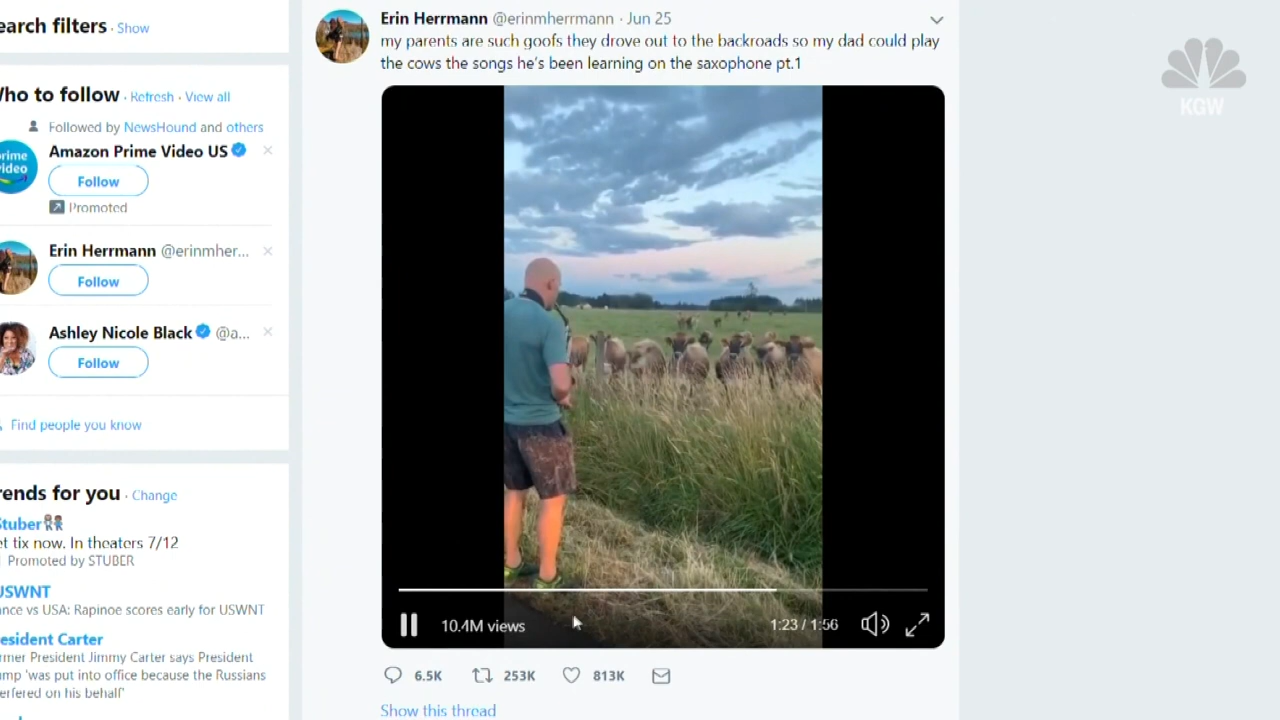 earch filters · Show
Who to follow · Refresh · View all
Followed by NewsHound and others
Amazon Prime Video US
Follow
Promoted
prime
video
Erin Herrmann @erinmher...
Follow
Ashley Nicole Black @a...
Follow
Find people you know
rends for you · Change
Stuber
et tix now. In theaters 7/12
Promoted by STUBER
USWNT
ance vs USA: Rapinoe scores early for USWNT
esident Carter
rmer President Jimmy Carter says President
ump 'was put into office because the Russians
erfered on his behalf'
Erin Herrmann @erinmherrmann · Jun 25
my parents are such goofs they drove out to the backroads so my dad could play
the cows the songs he's been learning on the saxophone pt.1
10.4M views
1:23 / 1:56
6.5K 253K 813K
Show this thread
KGW